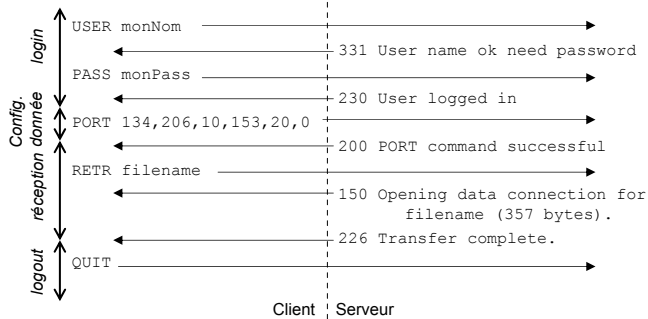 login
USER monNom
331 User name ok need password
PASS monPass
230 User logged in
Config.
PORT 134,206,10,153,20,0
200 PORT command successful
réception donnée
RETR filename
150 Opening data connection for
filename (357 bytes).
226 Transfer complete.
logout
QUIT
Client
Serveur